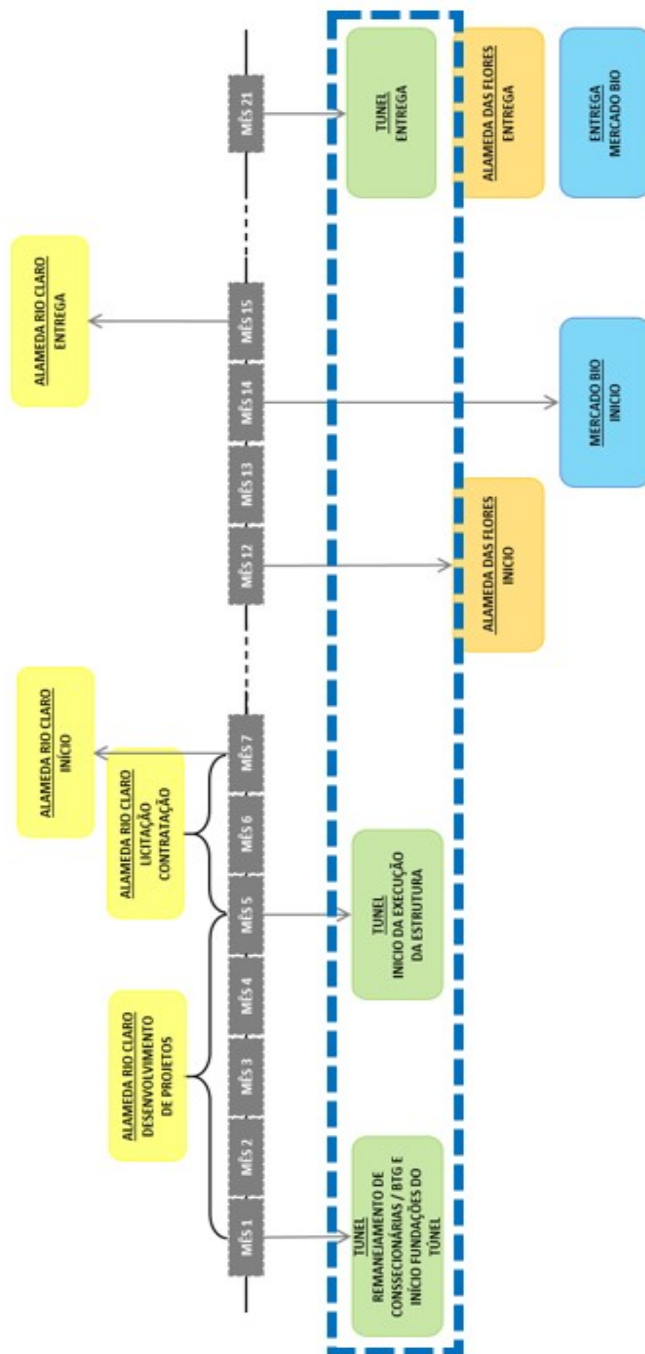 ALAMEDA RIO CLARO
DESENVOLVIMENTO
DE PROJETOS
ALAMEDA RIO CLARO
LICITAÇÃO
CONTRATAÇÃO
ALAMEDA RIO CLARO
INÍCIO
ALAMEDA RIO CLARO
ENTREGA
MÊS 1
MÊS 2
MÊS 3
MÊS 4
MÊS 5
MÊS 6
MÊS 7
MÊS 12
MÊS 13
MÊS 14
MÊS 15
MÊS 21
TUNEL
REMANEJAMENTO DE
CONSSECIONÁRIAS / BTG E
INÍCIO FUNDAÇÕES DO
TÚNEL
TUNEL
INICIO DA EXECUÇÃO
DA ESTRUTURA
TUNEL
ENTREGA
ALAMEDA DAS FLORES
INICIO
ALAMEDA DAS FLORES
ENTREGA
MERCADO BIO
INICIO
ENTREGA
MERCADO BIO